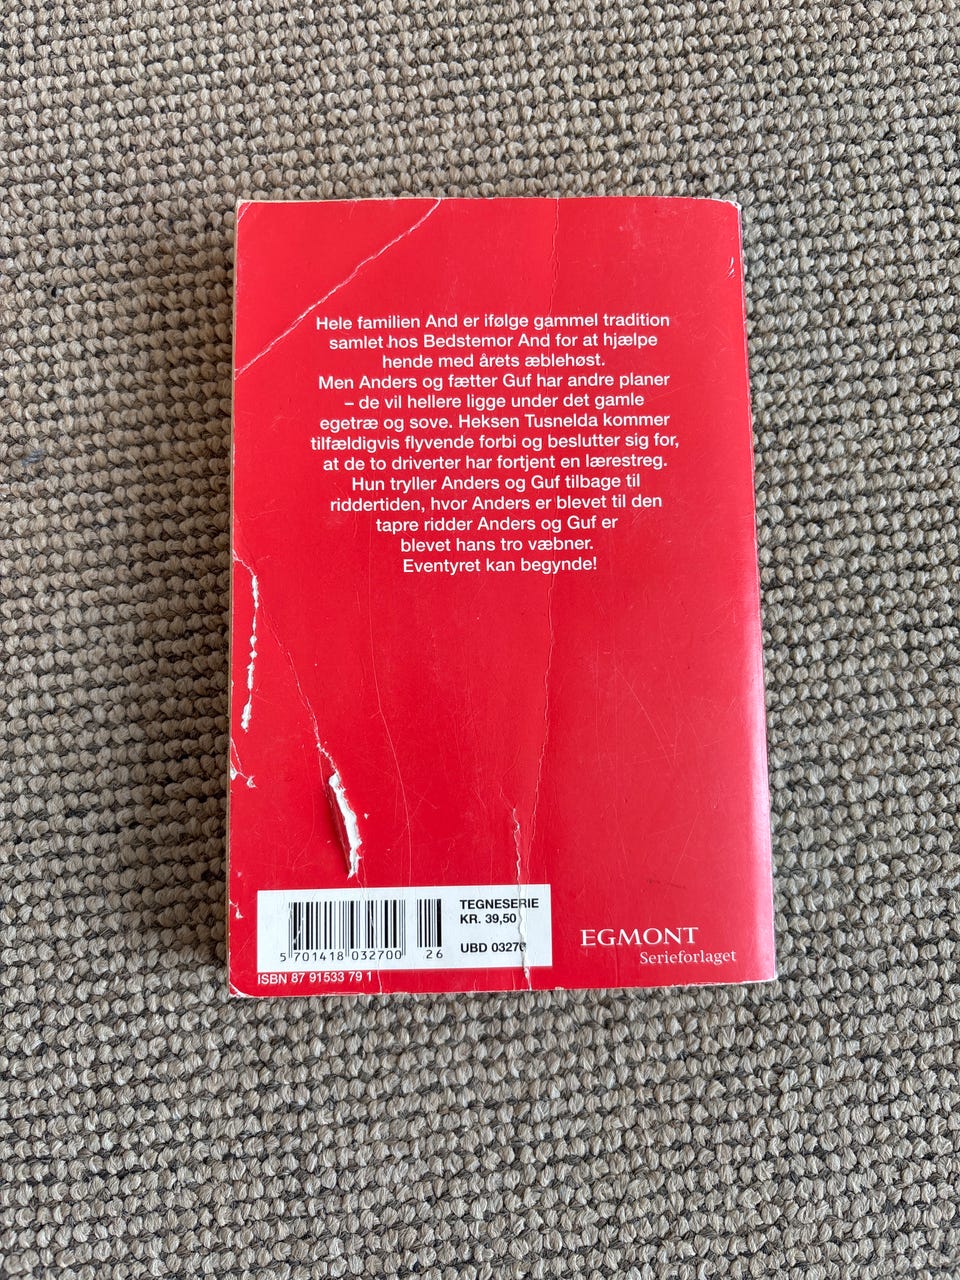 Hele familien And er ifølge gammel tradition
samlet hos Bedstemor And for at hjælpe
hende med årets æblehøst.
Men Anders og fætter Guf har andre planer
– de vil hellere ligge under det gamle
egetræ og sove. Heksen Tusnelda kommer
tilfældigvis flyvende forbi og beslutter sig for,
at de to driverter har fortjent en lærestreg.
Hun tryller Anders og Guf tilbage til
riddertiden, hvor Anders er blevet til den
tapre ridder Anders og Guf er
blevet hans tro væbner.
Eventyret kan begynde!
TEGNESERIE
KR. 39,50
UBD 03270
5 701418 032700 26
ISBN 87 91533 79 1
EGMONT
Serieforlaget